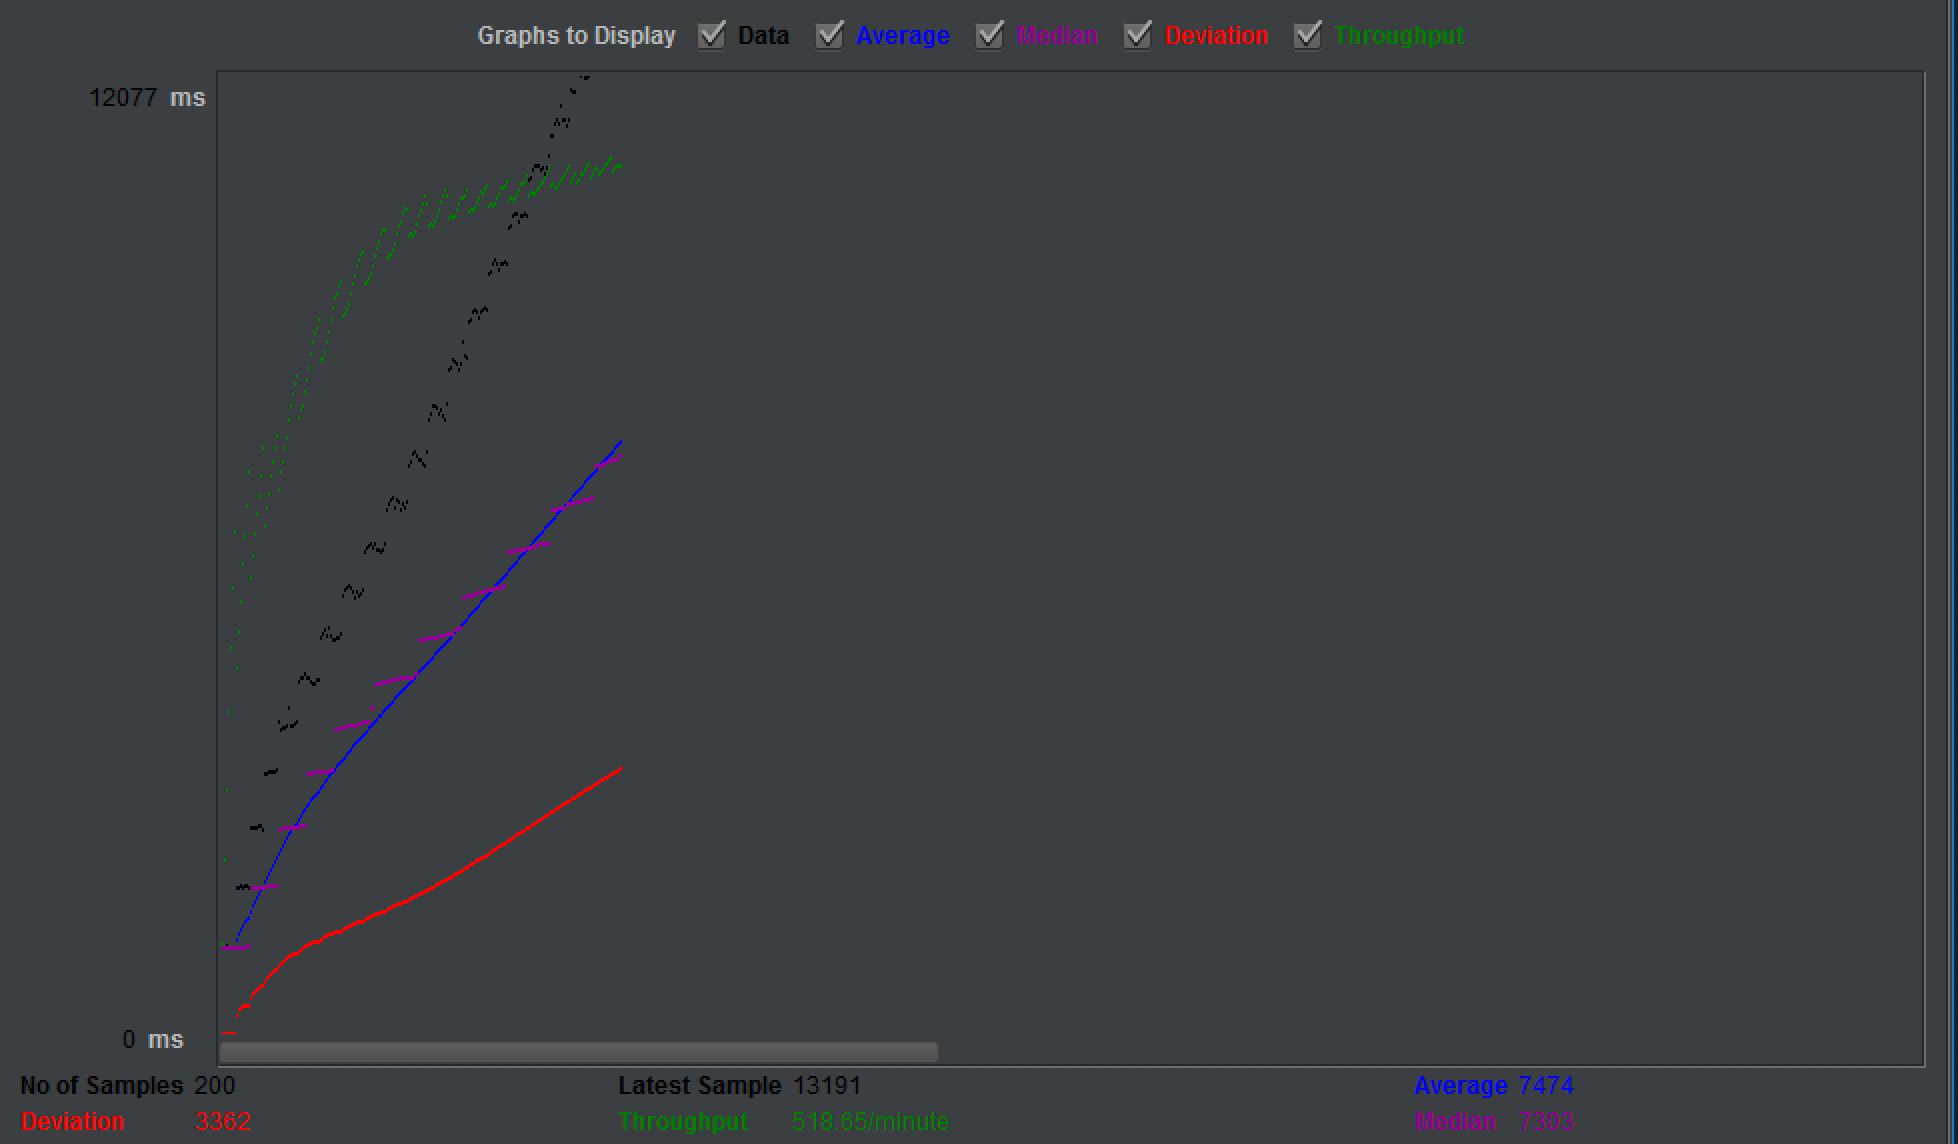 Graphs to Display Data Average Median Deviation Throughput
12077 ms
0 ms
No of Samples 200 Latest Sample 13191 Average 7474
Deviation 3362 Throughput 518.65/minute Median 7303